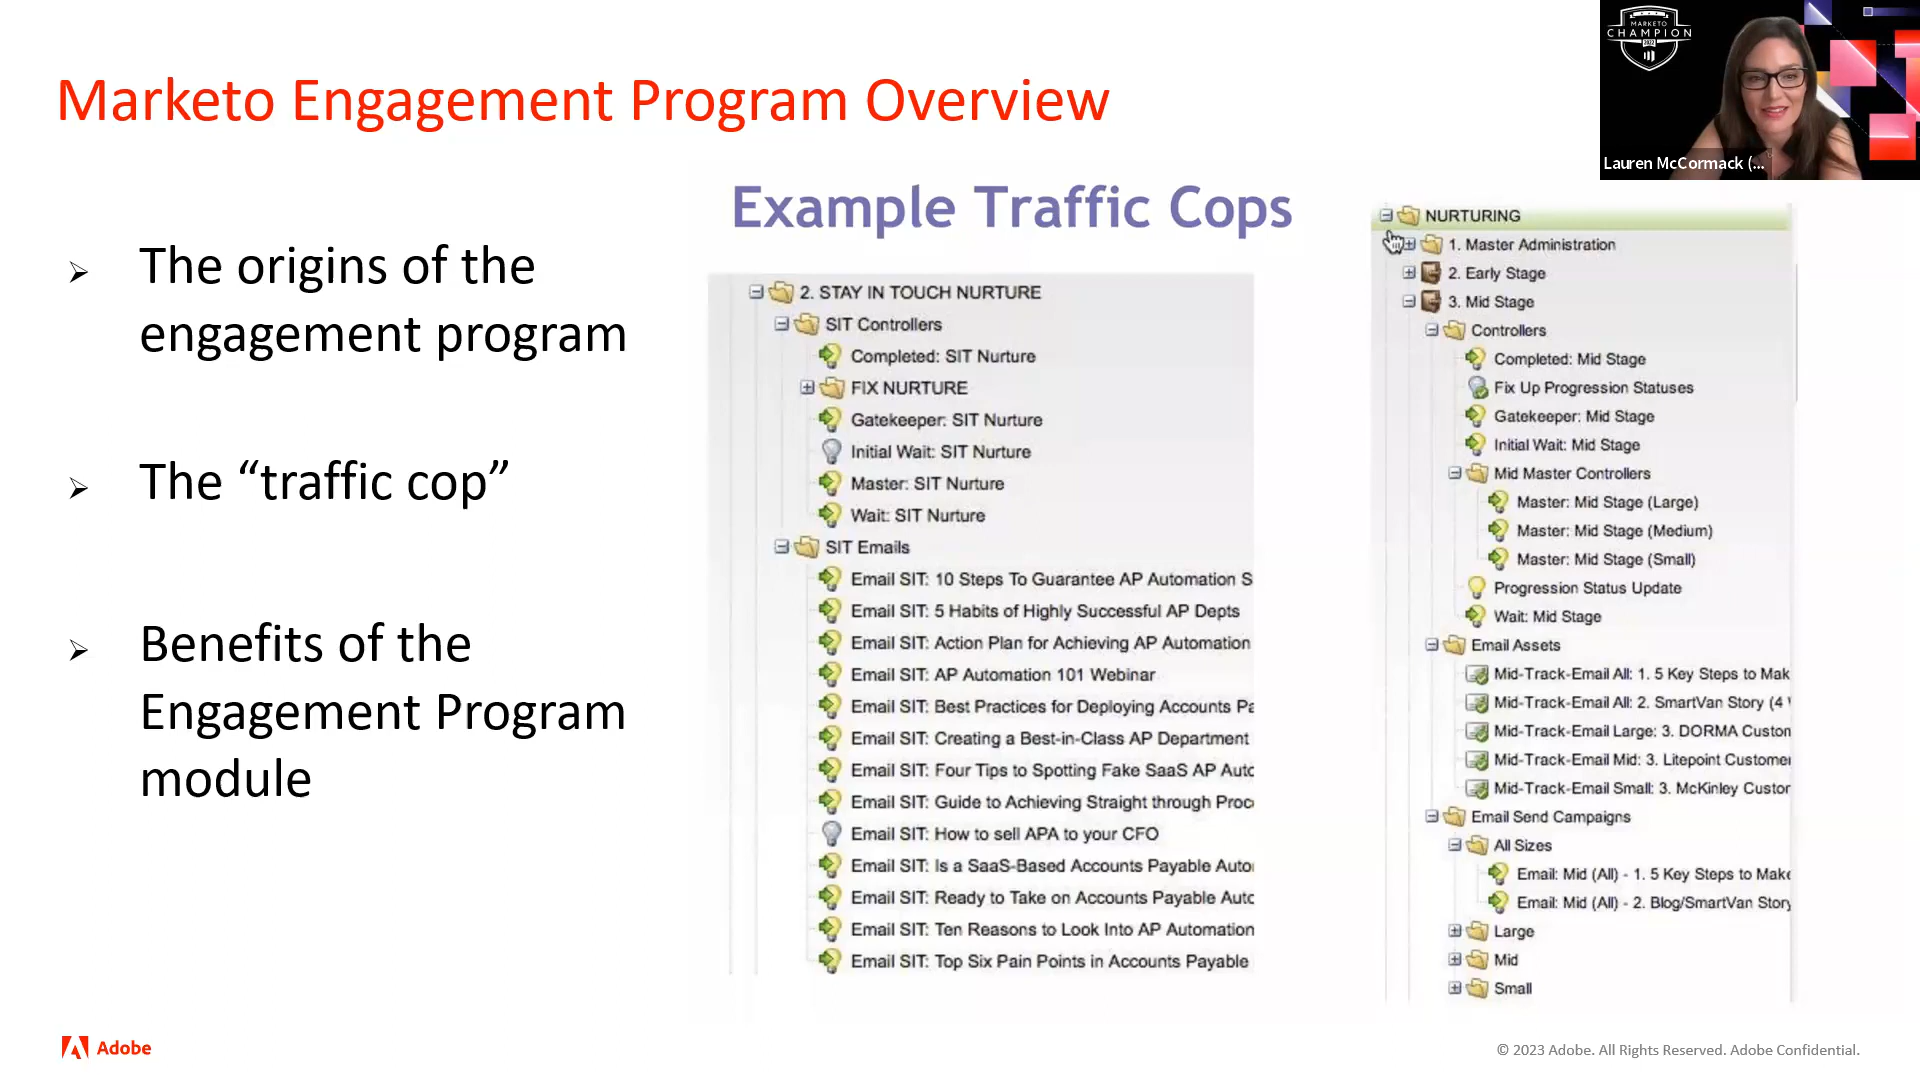 Marketo Engagement Program Overview
MARKETO
CHAMPION
Lauren McCormack (...
➢ The origins of the
engagement program
➢ The “traffic cop”
➢ Benefits of the
Engagement Program
module
Example Traffic Cops
2. STAY IN TOUCH NURTURE
SIT Controllers
Completed: SIT Nurture
FIX NURTURE
Gatekeeper: SIT Nurture
Initial Wait: SIT Nurture
Master: SIT Nurture
Wait: SIT Nurture
SIT Emails
Email SIT: 10 Steps To Guarantee AP Automation S
Email SIT: 5 Habits of Highly Successful AP Depts
Email SIT: Action Plan for Achieving AP Automation
Email SIT: AP Automation 101 Webinar
Email SIT: Best Practices for Deploying Accounts Pa
Email SIT: Creating a Best-in-Class AP Department
Email SIT: Four Tips to Spotting Fake SaaS AP Auto
Email SIT: Guide to Achieving Straight through Proc
Email SIT: How to sell APA to your CFO
Email SIT: Is a SaaS-Based Accounts Payable Auto
Email SIT: Ready to Take on Accounts Payable Auto
Email SIT: Ten Reasons to Look Into AP Automation
Email SIT: Top Six Pain Points in Accounts Payable
NURTURING
1. Master Administration
2. Early Stage
3. Mid Stage
Controllers
Completed: Mid Stage
Fix Up Progression Statuses
Gatekeeper: Mid Stage
Initial Wait: Mid Stage
Mid Master Controllers
Master: Mid Stage (Large)
Master: Mid Stage (Medium)
Master: Mid Stage (Small)
Progression Status Update
Wait: Mid Stage
Email Assets
Mid-Track-Email All: 1. 5 Key Steps to Mak
Mid-Track-Email All: 2. SmartVan Story (4
Mid-Track-Email Large: 3. DORMA Custom
Mid-Track-Email Mid: 3. Litepoint Customer
Mid-Track-Email Small: 3. McKinley Custor
Email Send Campaigns
All Sizes
Email: Mid (All) - 1. 5 Key Steps to Make
Email: Mid (All) - 2. Blog/SmartVan Story
Large
Mid
Small
Adobe
© 2023 Adobe. All Rights Reserved. Adobe Confidential.